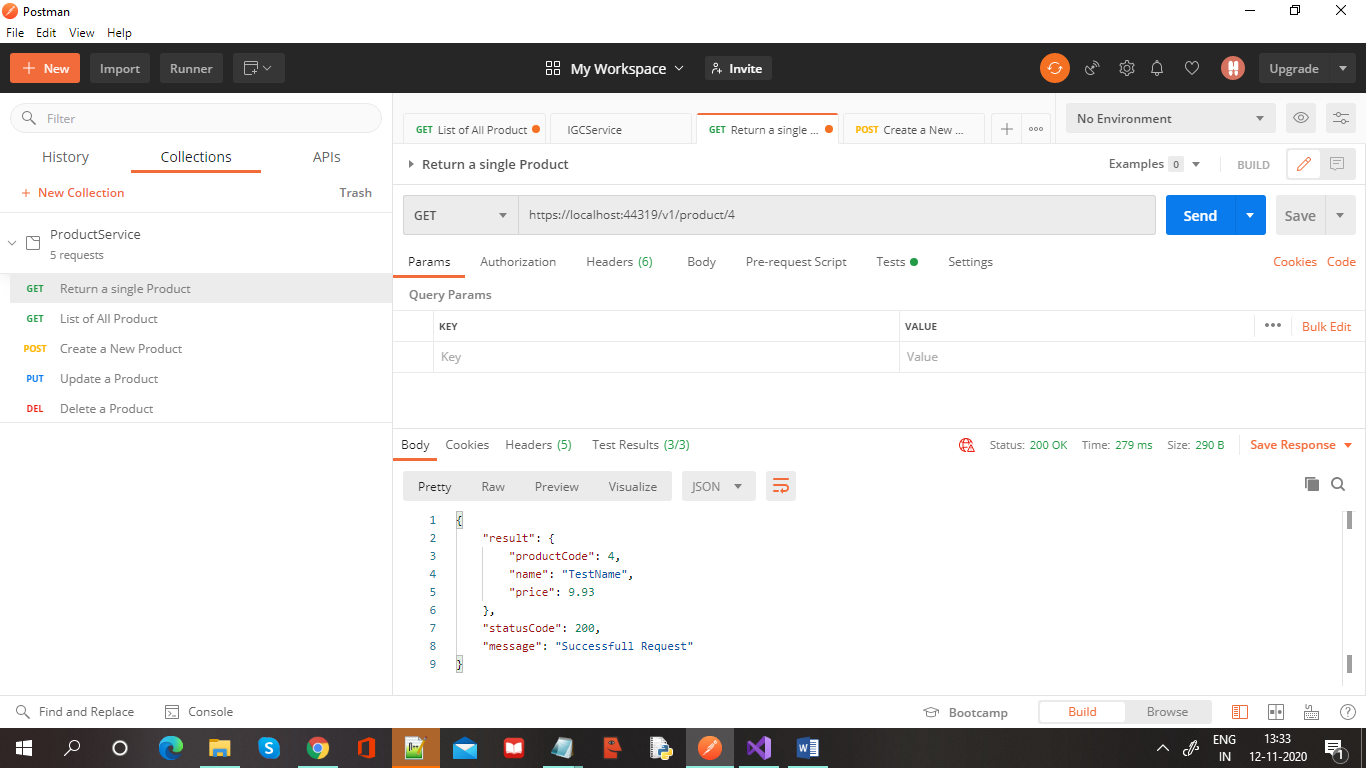 Postman
File Edit View Help
+ New Import Runner My Workspace Invite Upgrade
Filter
History Collections APIs
+ New Collection Trash
ProductService
5 requests
GET Return a single Product
GET List of All Product
POST Create a New Product
PUT Update a Product
DEL Delete a Product
GET List of All Product IGCService GET Return a single ... POST Create a New ... + ••• No Environment
Return a single Product Examples 0 BUILD
GET https://localhost:44319/v1/product/4 Send Save
Params Authorization Headers (6) Body Pre-request Script Tests Settings Cookies Code
Query Params
KEY VALUE ••• Bulk Edit
Key Value
Body Cookies Headers (5) Test Results (3/3) Status: 200 OK Time: 279 ms Size: 290 B Save Response
Pretty Raw Preview Visualize JSON
1 {
2 "result": {
3 "productCode": 4,
4 "name": "TestName",
5 "price": 9.93
6 },
7 "statusCode": 200,
8 "message": "Successfull Request"
9 }
Find and Replace Console Bootcamp Build Browse
ENG 13:33
IN 12-11-2020 1